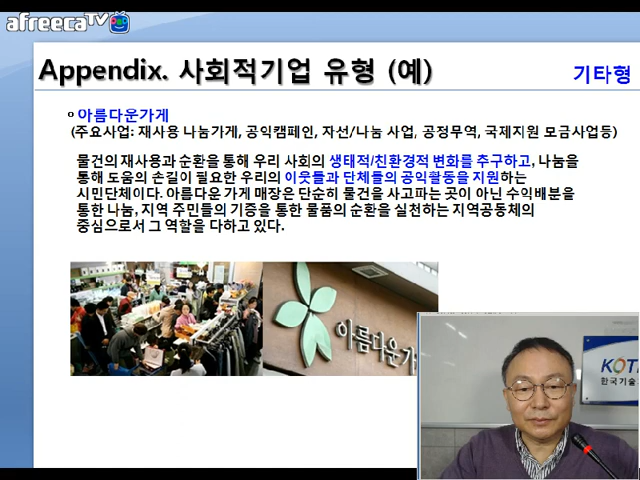 afreecaTV
Appendix. 사회적기업 유형 (예)
기타형
아름다운가게
(주요사업: 재사용 나눔가게, 공익캠페인, 자선/나눔 사업, 공정무역, 국제지원 모금사업등)
물건의 재사용과 순환을 통해 우리 사회의 생태적/친환경적 변화를 추구하고, 나눔을
통해 도움의 손길이 필요한 우리의 이웃들과 단체들의 공익활동을 지원하는
시민단체이다. 아름다운 가게 매장은 단순히 물건을 사고파는 곳이 아닌 수익배분을
통한 나눔, 지역 주민들의 기증을 통한 물품의 순환을 실천하는 지역공동체의
중심으로서 그 역할을 다하고 있다.
아름다운가
KOT
한국기술